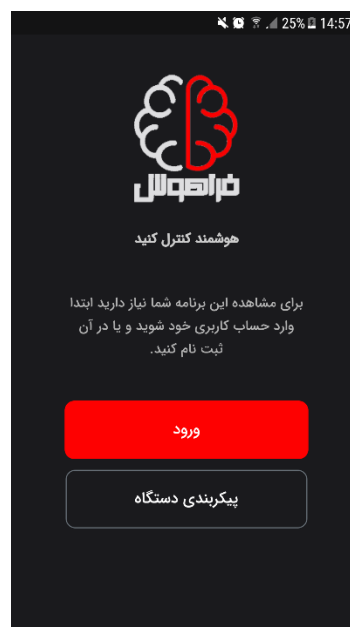 25% 14:57
فراهوش
هوشمند کنترل کنید
برای مشاهده این برنامه شما نیاز دارید ابتدا
وارد حساب کاربری خود شوید و یا در آن
ثبت نام کنید.
ورود
پیکربندی دستگاه